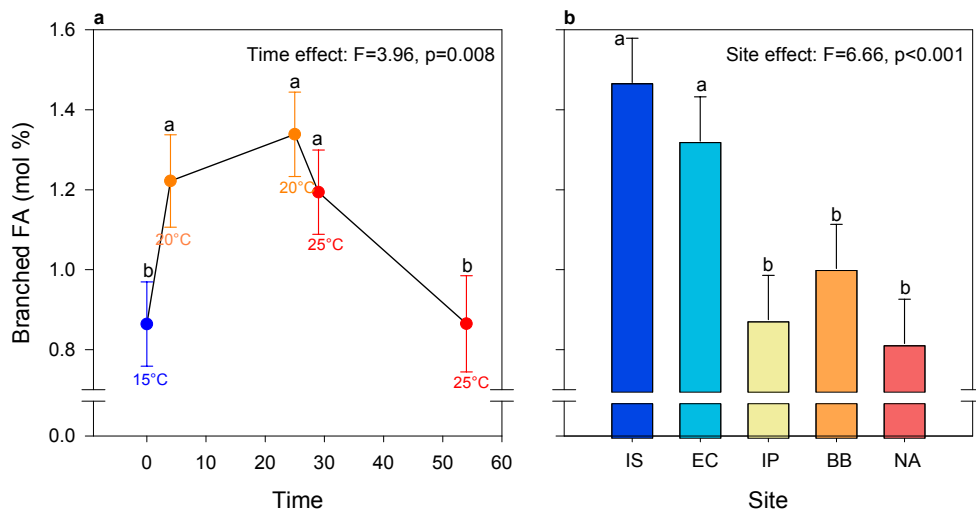 a
Time effect: F=3.96, p=0.008
Branched FA (mol %)
1.6
1.4
1.2
1.0
0.8
0.0
b
a
a
a
b
15°C
20°C
20°C
25°C
25°C
0
10
20
30
40
50
60
Time
b
Site effect: F=6.66, p<0.001
a
a
b
b
b
IS
EC
IP
BB
NA
Site